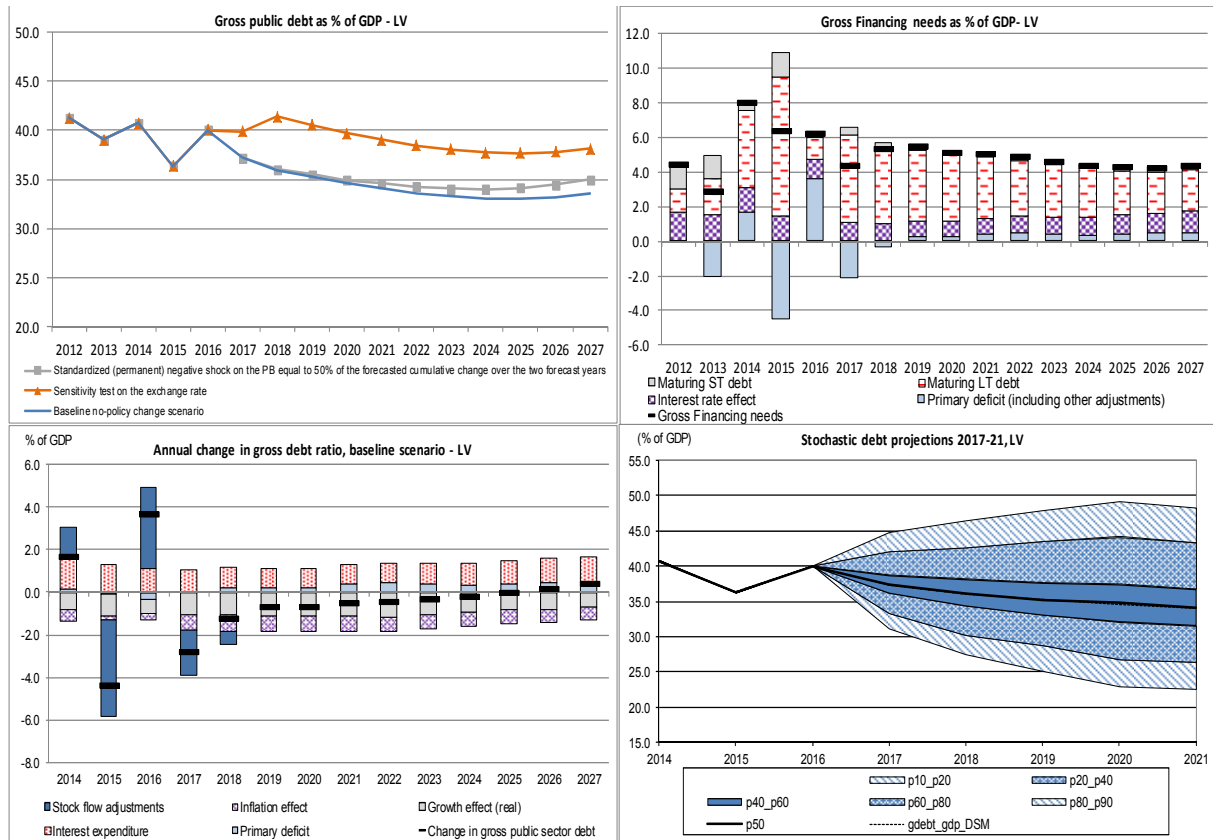 Gross public debt as % of GDP - LV
50.0
45.0
40.0
35.0
30.0
25.0
20.0
2012 2013 2014 2015 2016 2017 2018 2019 2020 2021 2022 2023 2024 2025 2026 2027
Standardized (permanent) negative shock on the PB equal to 50% of the forecasted cumulative change over the two forecast years
Sensitivity test on the exchange rate
Baseline no-policy change scenario
Gross Financing needs as % of GDP- LV
12.0
10.0
8.0
6.0
4.0
2.0
0.0
-2.0
-4.0
-6.0
2012 2013 2014 2015 2016 2017 2018 2019 2020 2021 2022 2023 2024 2025 2026 2027
Maturing ST debt
Maturing LT debt
Interest rate effect
Primary deficit (including other adjustments)
Gross Financing needs
% of GDP
Annual change in gross debt ratio, baseline scenario - LV
6.0
4.0
2.0
0.0
-2.0
-4.0
-6.0
-8.0
2014 2015 2016 2017 2018 2019 2020 2021 2022 2023 2024 2025 2026 2027
Stock flow adjustments
Inflation effect
Growth effect (real)
Interest expenditure
Primary deficit
Change in gross public sector debt
(% of GDP)
Stochastic debt projections 2017-21, LV
55.0
50.0
45.0
40.0
35.0
30.0
25.0
20.0
15.0
2014 2015 2016 2017 2018 2019 2020 2021
p10_p20
p20_p40
p40_p60
p60_p80
p80_p90
p50
gdebt_gdp_DSM